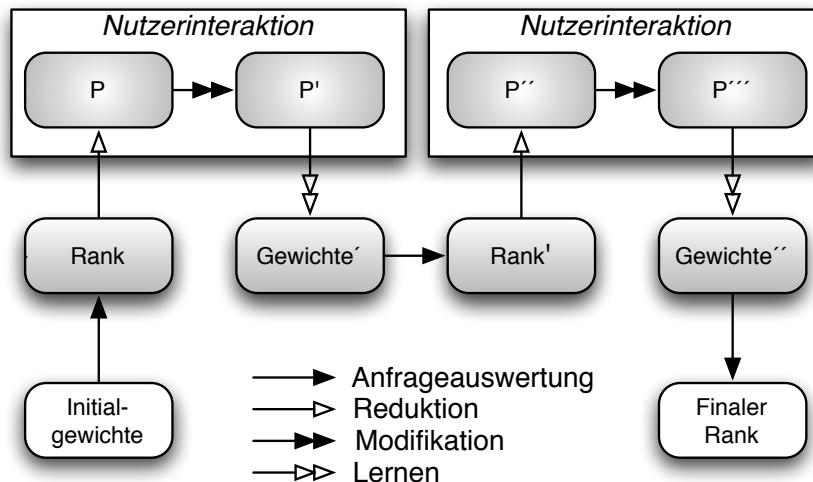 Nutzerinteraktion
Nutzerinteraktion
P
P'
P´´
P´´´
Rank
Gewichte´
Rank'
Gewichte´´
Initial-
gewichte
Anfrageauswertung
Reduktion
Modifikation
Lernen
Finaler
Rank